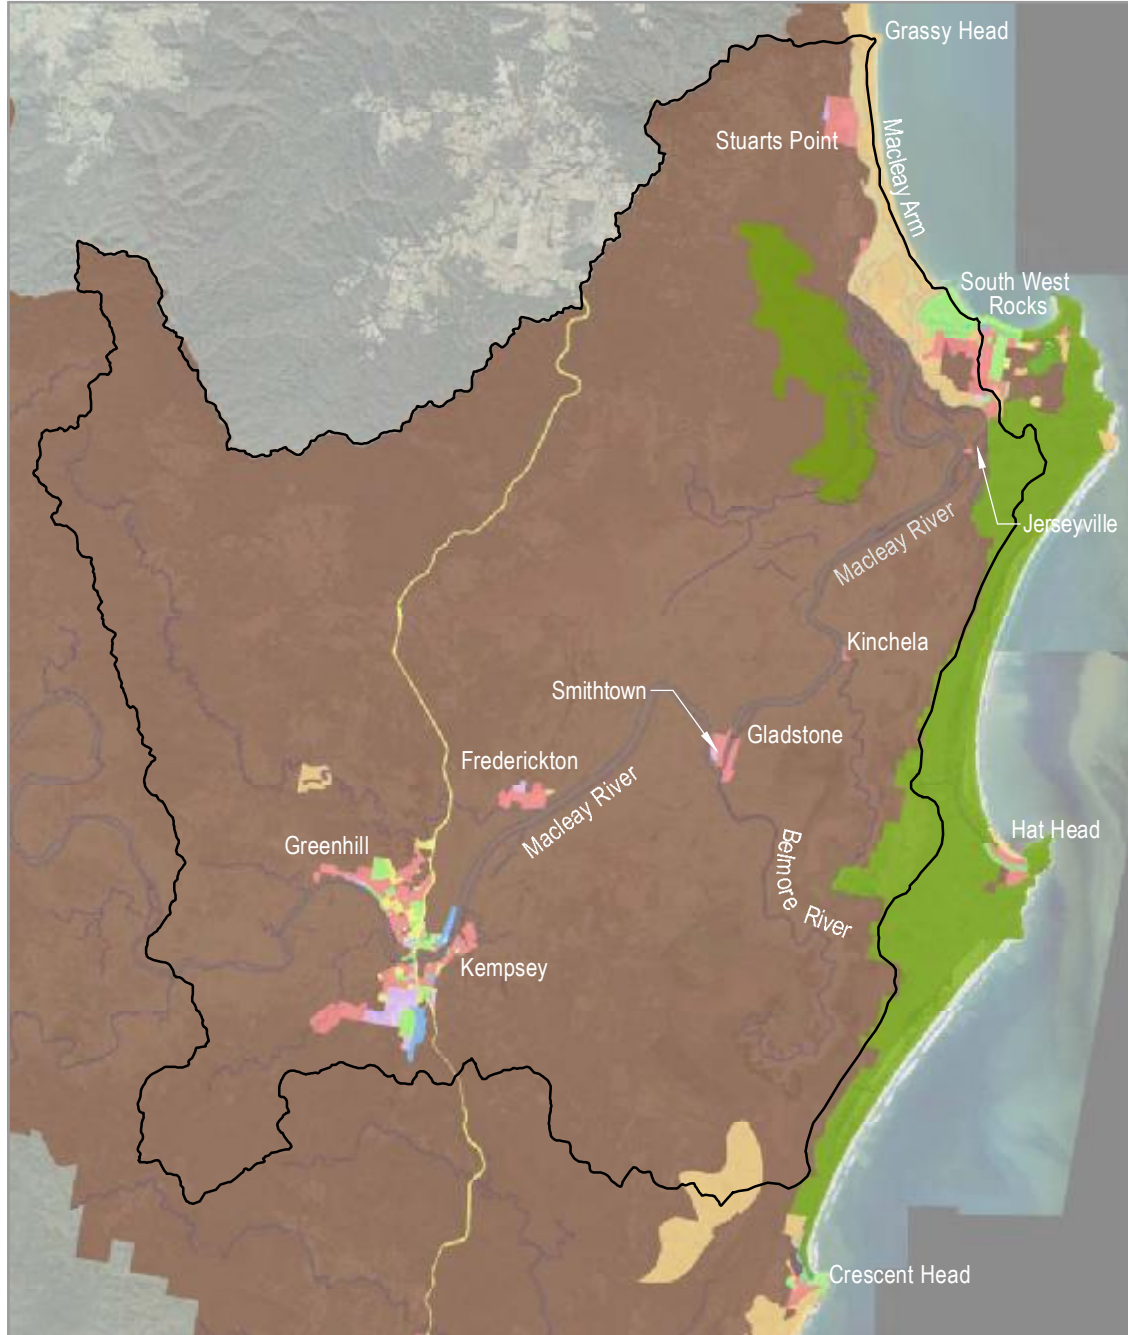 Grassy Head
Stuarts Point
Macleay Arm
South West
Rocks
Macleay River
Jerseyville
Kinchela
Smithtown
Gladstone
Frederickton
Macleay River
Hat Head
Greenhill
Belmore River
Kempsey
Crescent Head